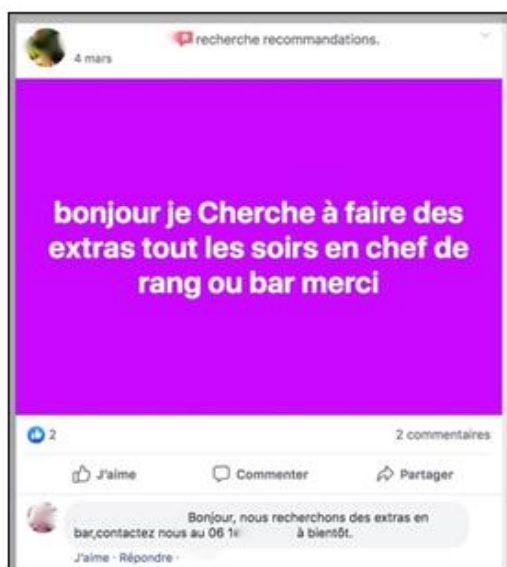 recherche recommandations.
4 mars
bonjour je Cherche à faire des
extras tout les soirs en chef de
rang ou bar merci
2
2 commentaires
J'aime
Commenter
Partager
Bonjour, nous recherchons des extras en
bar,contactez nous au 06 1 à bientôt.
J'aime · Répondre ·